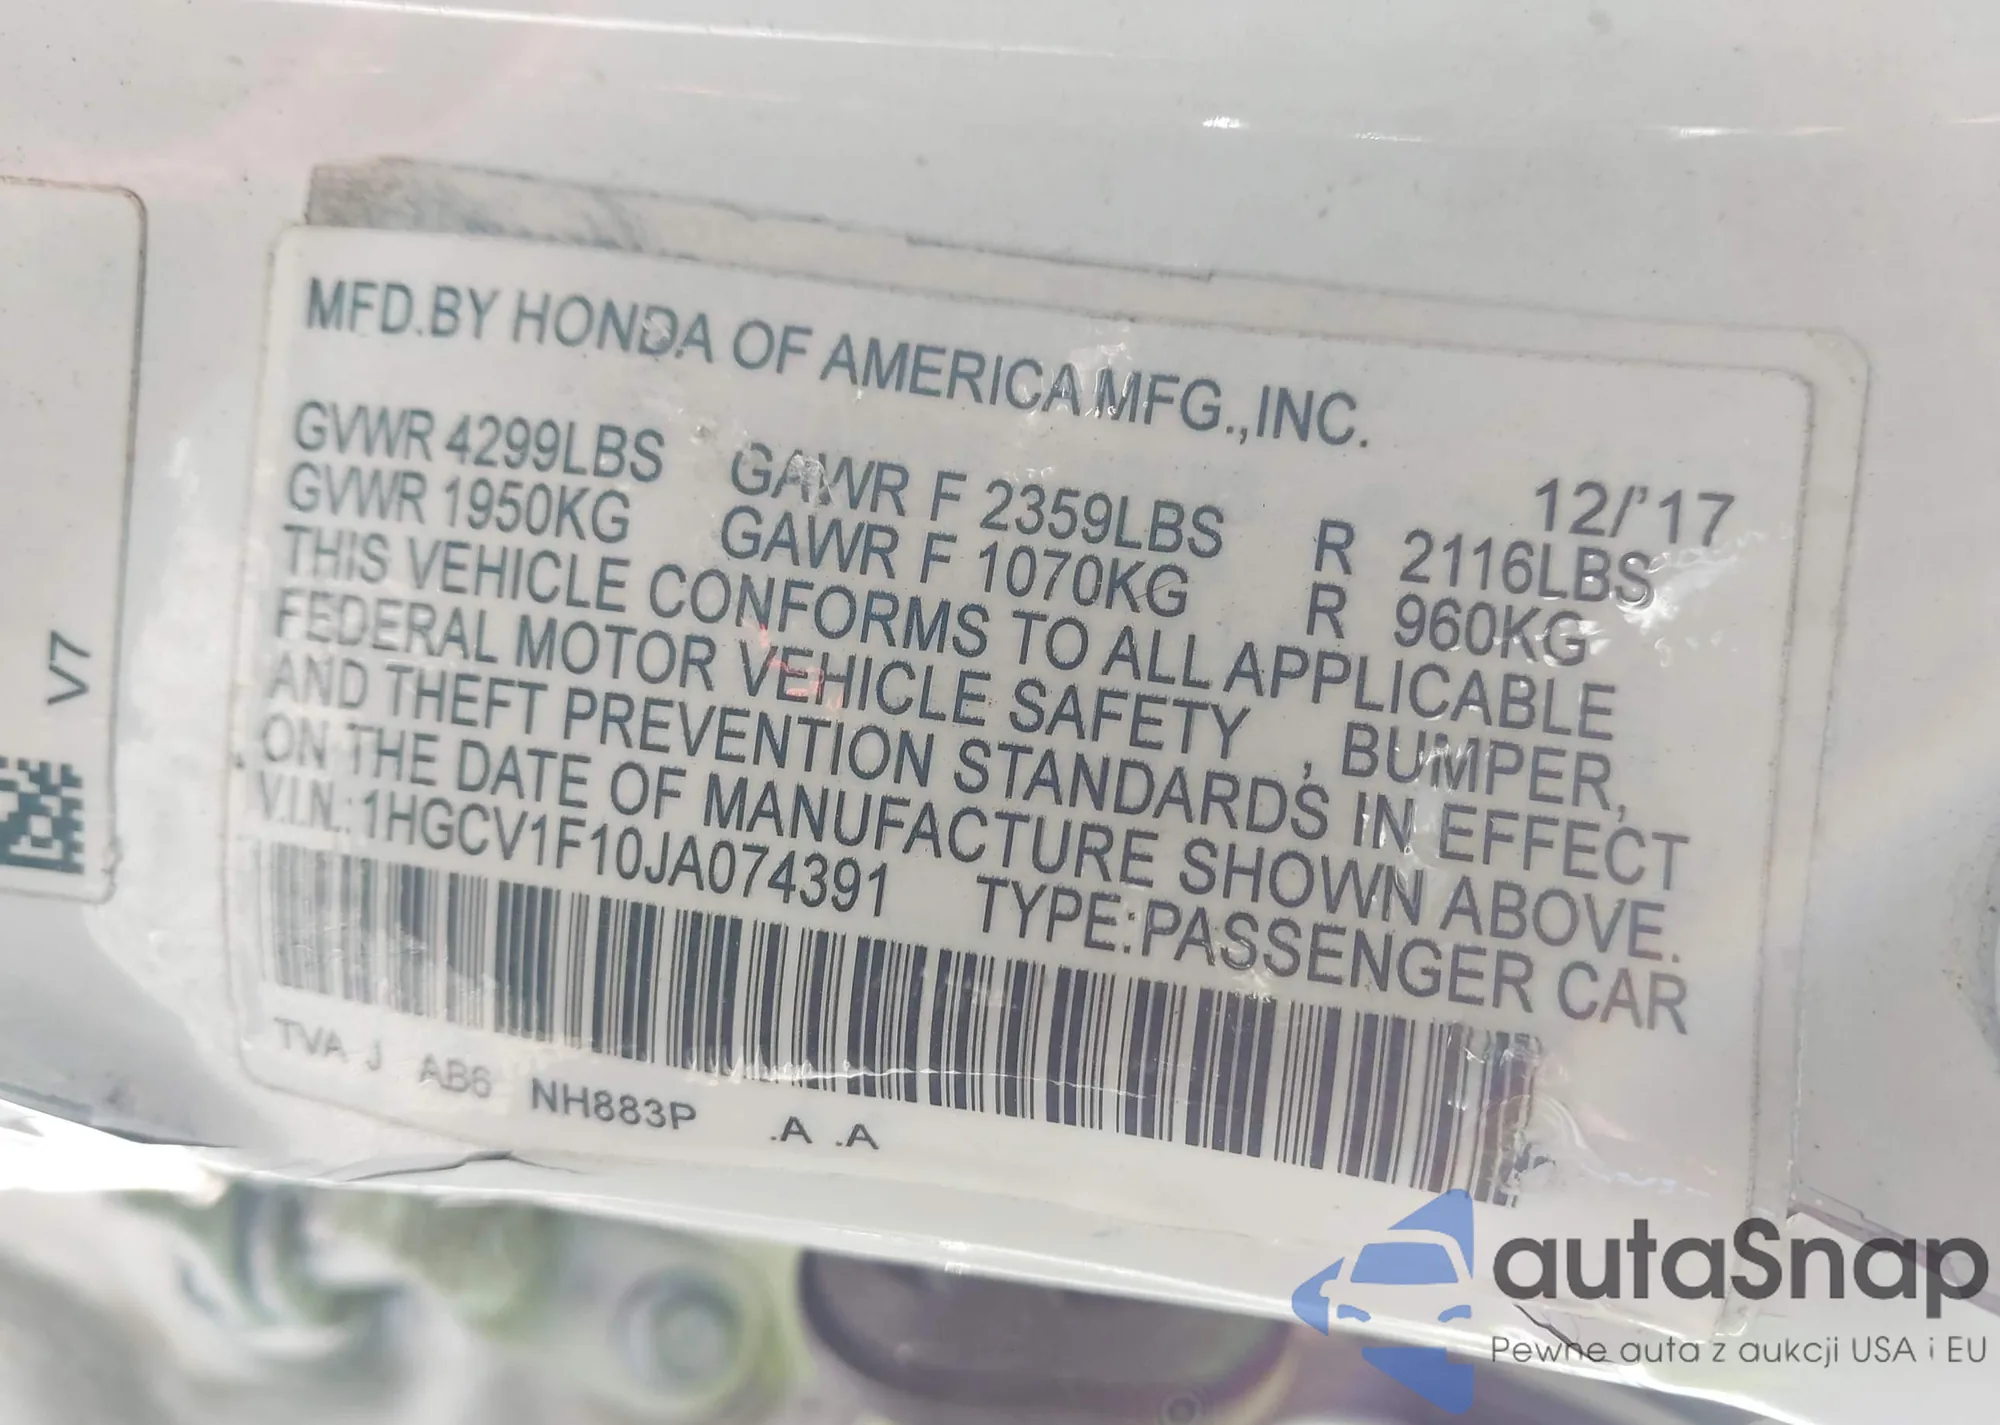 MFD.BY HONDA OF AMERICA MFG.,INC.
12/'17
GVWR 4299LBS GAWR F 2359LBS R 2116LBS
GVWR 1950KG GAWR F 1070KG R 960KG
THIS VEHICLE CONFORMS TO ALL APPLICABLE
FEDERAL MOTOR VEHICLE SAFETY , BUMPER,
AND THEFT PREVENTION STANDARDS IN EFFECT
ON THE DATE OF MANUFACTURE SHOWN ABOVE.
V.I.N.: 1HGCV1F10JA074391 TYPE:PASSENGER CAR
TVA J AB6 NH883P .A .A
V7
autaSnap
Pewne auta z aukcji USA i EU